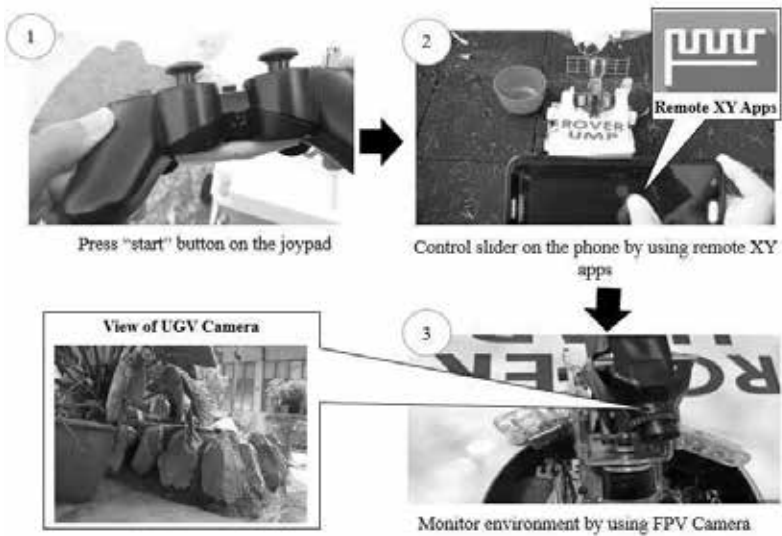 1
Press "start" button on the joypad
2
Remote XY Apps
ROVER
UMP
Control slider on the phone by using remote XY
apps
View of UGV Camera
3
Monitor environment by using FPV Camera